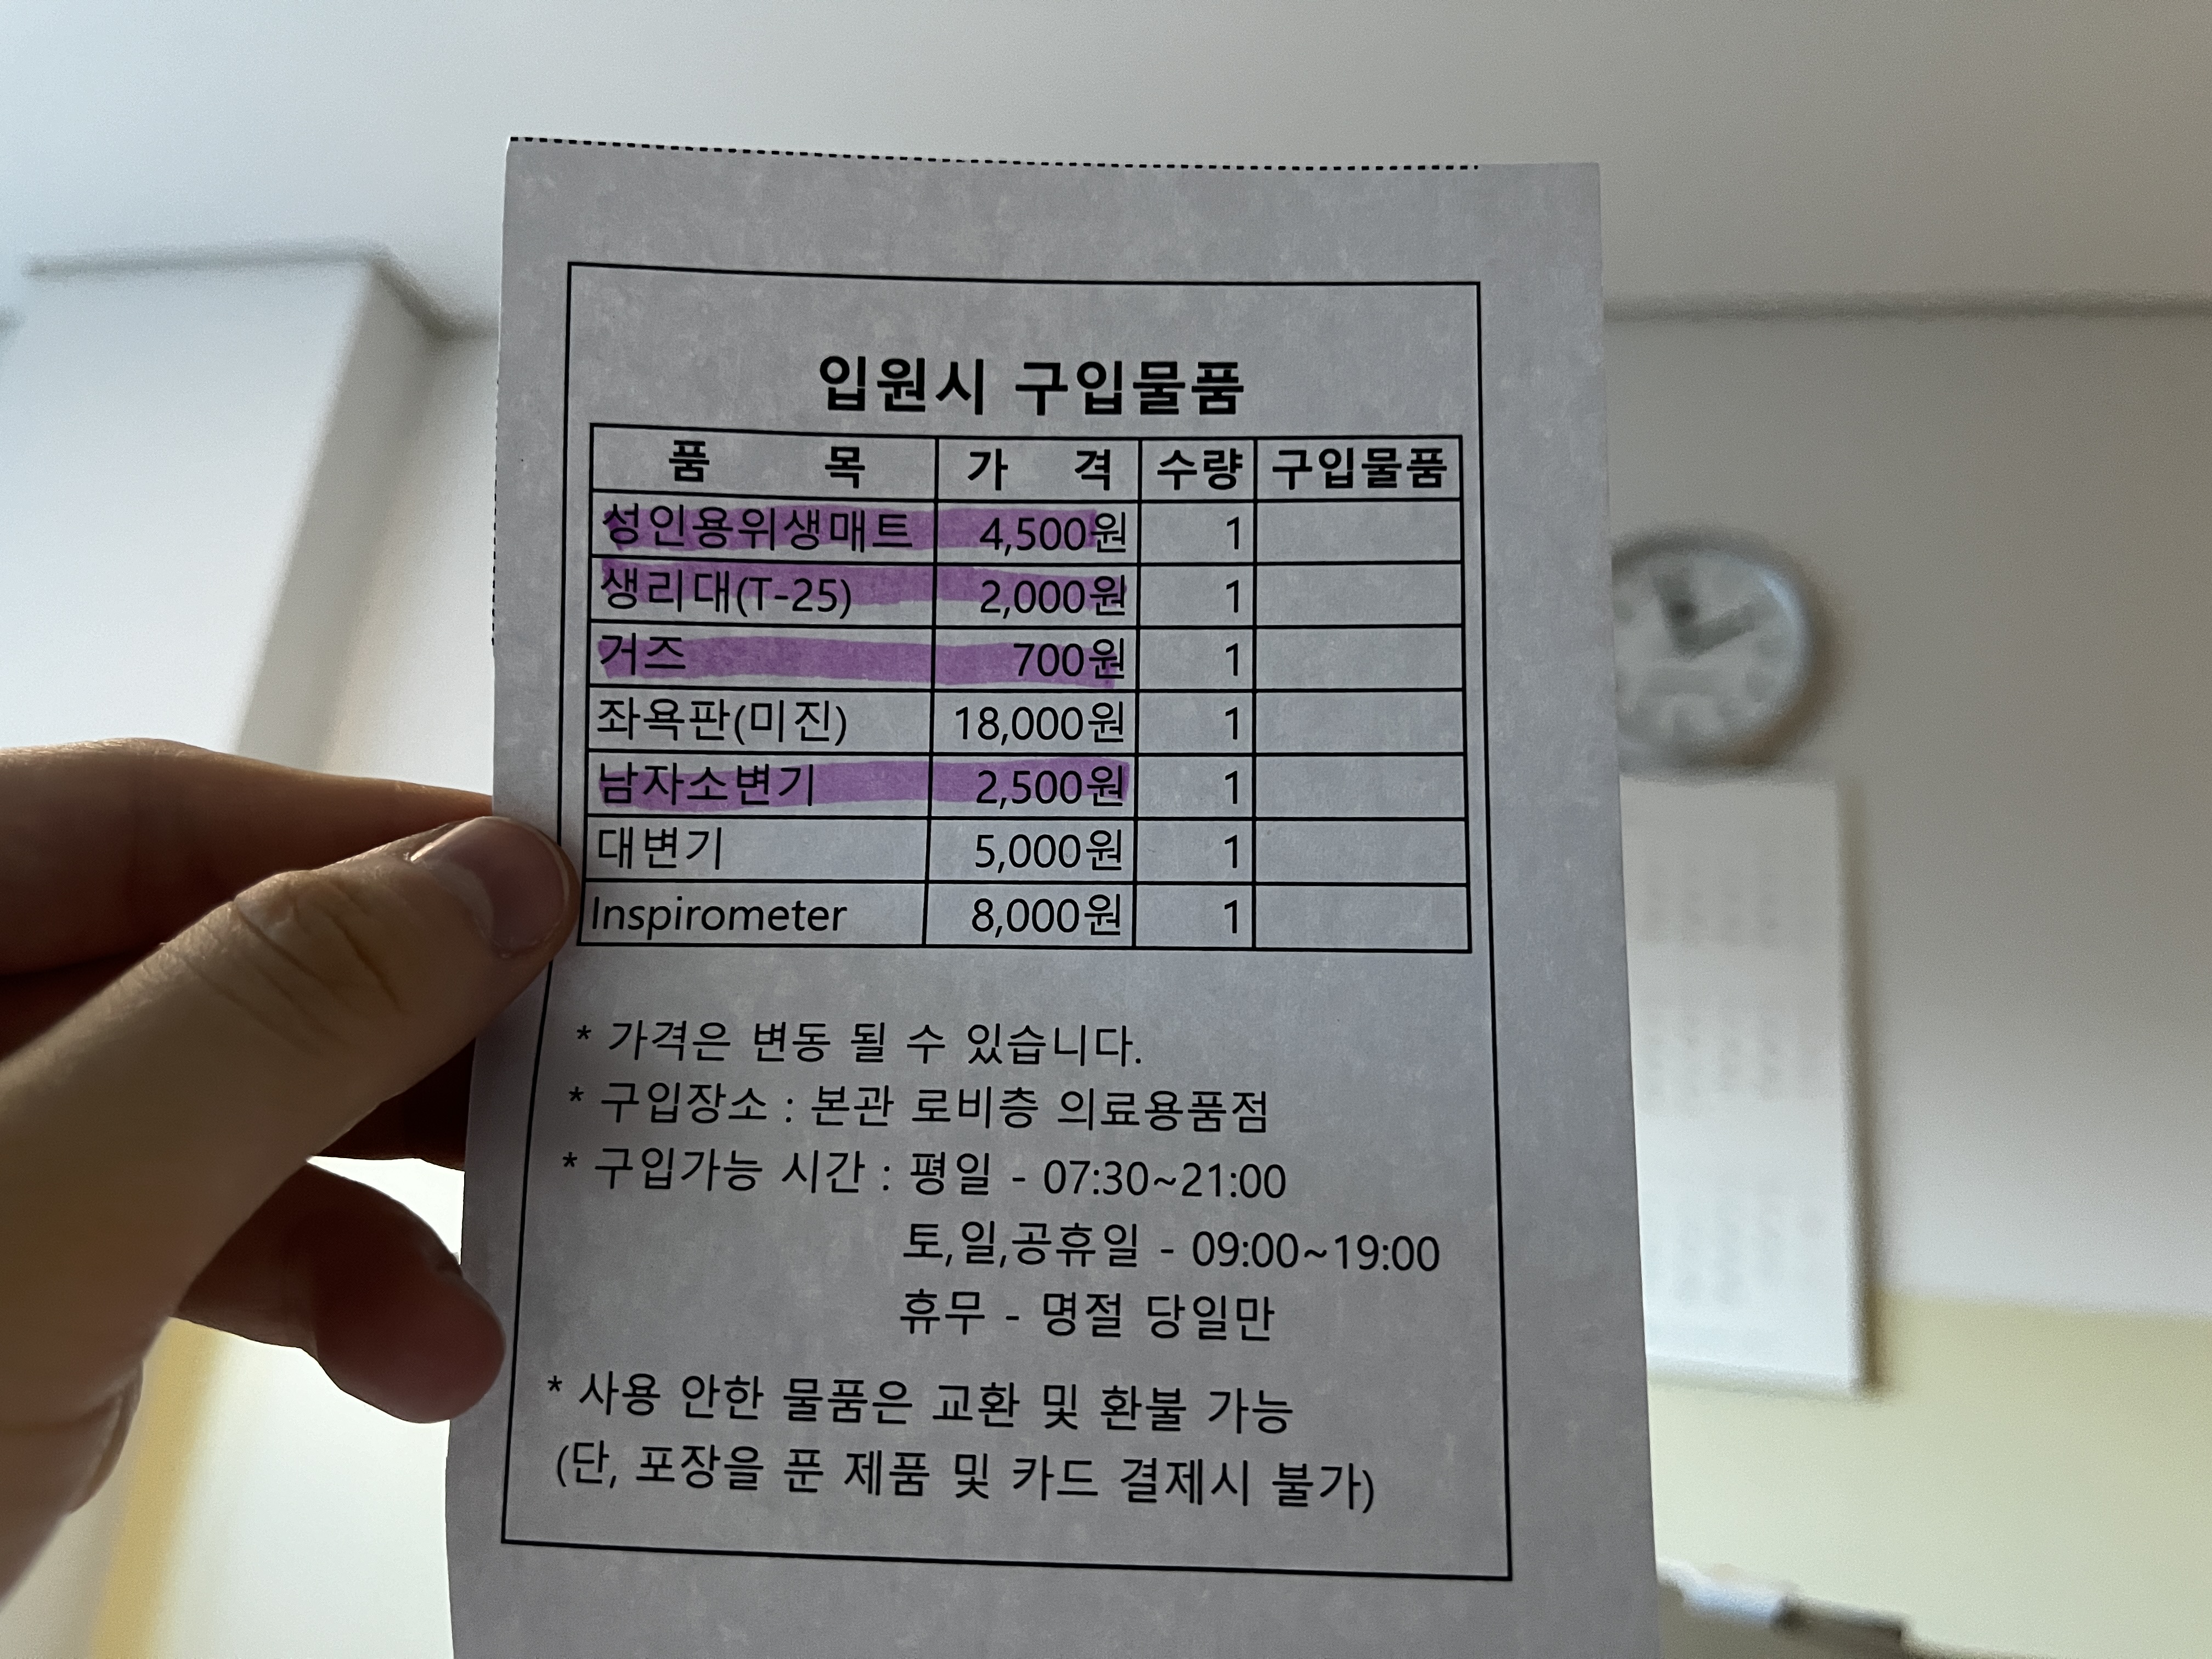 입원시 구입물품
품 목 가 격 수량 구입물품
성인용위생매트 4,500원 1
생리대(T-25) 2,000원 1
거즈 700원 1
좌욕판(미진) 18,000원 1
남자소변기 2,500원 1
대변기 5,000원 1
Inspirometer 8,000원 1
* 가격은 변동 될 수 있습니다.
* 구입장소 : 본관 로비층 의료용품점
* 구입가능 시간 : 평일 - 07:30~21:00
토,일,공휴일 - 09:00~19:00
휴무 - 명절 당일만
* 사용 안한 물품은 교환 및 환불 가능
(단, 포장을 푼 제품 및 카드 결제시 불가)